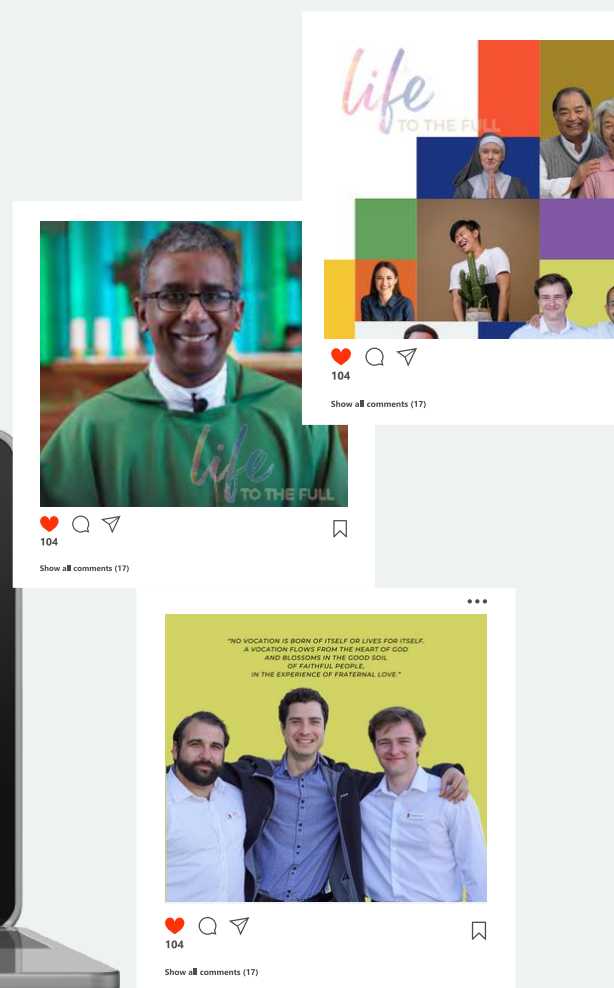 life
TO THE FULL
104
Show all comments (17)
life
TO THE FULL
104
Show all comments (17)
"NO VOCATION IS BORN OF ITSELF OR LIVES FOR ITSELF.
A VOCATION FLOWS FROM THE HEART OF GOD
AND BLOSSOMS IN THE GOOD SOIL
OF FAITHFUL PEOPLE,
IN THE EXPERIENCE OF FRATERNAL LOVE."
104
Show all comments (17)